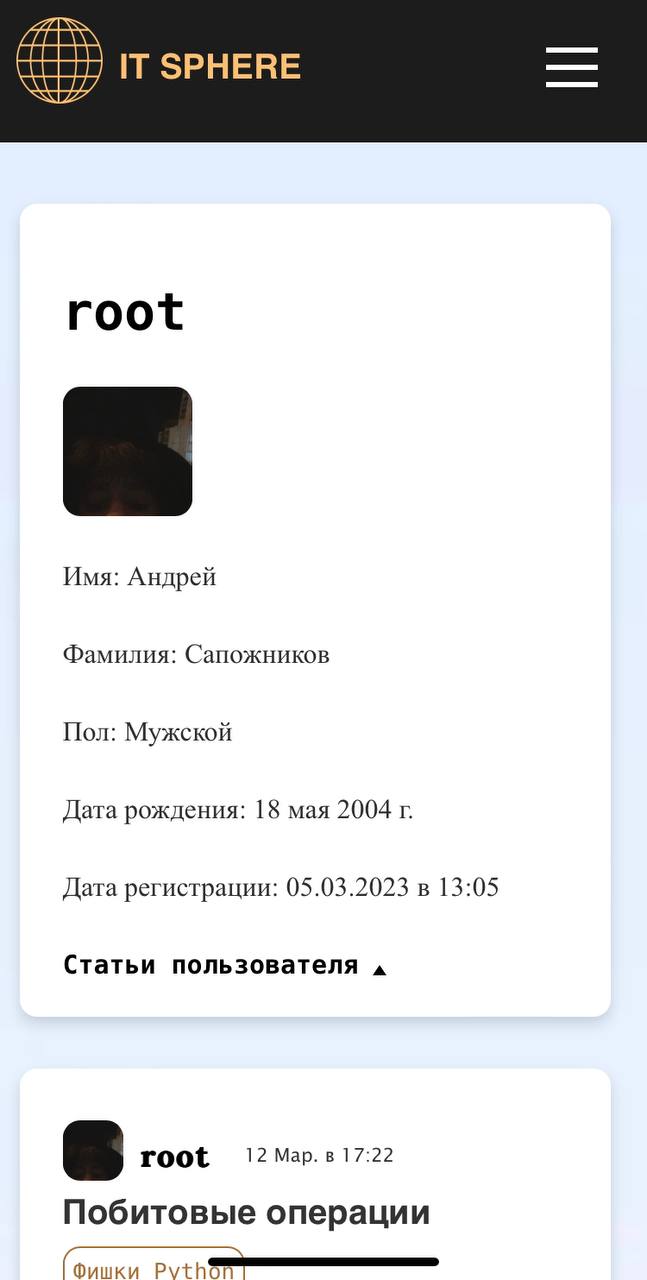 IT SPHERE
root
Имя: Андрей
Фамилия: Сапожников
Пол: Мужской
Дата рождения: 18 мая 2004 г.
Дата регистрации: 05.03.2023 в 13:05
Статьи пользователя ▲
root 12 Мар. в 17:22
Побитовые операции
Фишки Python